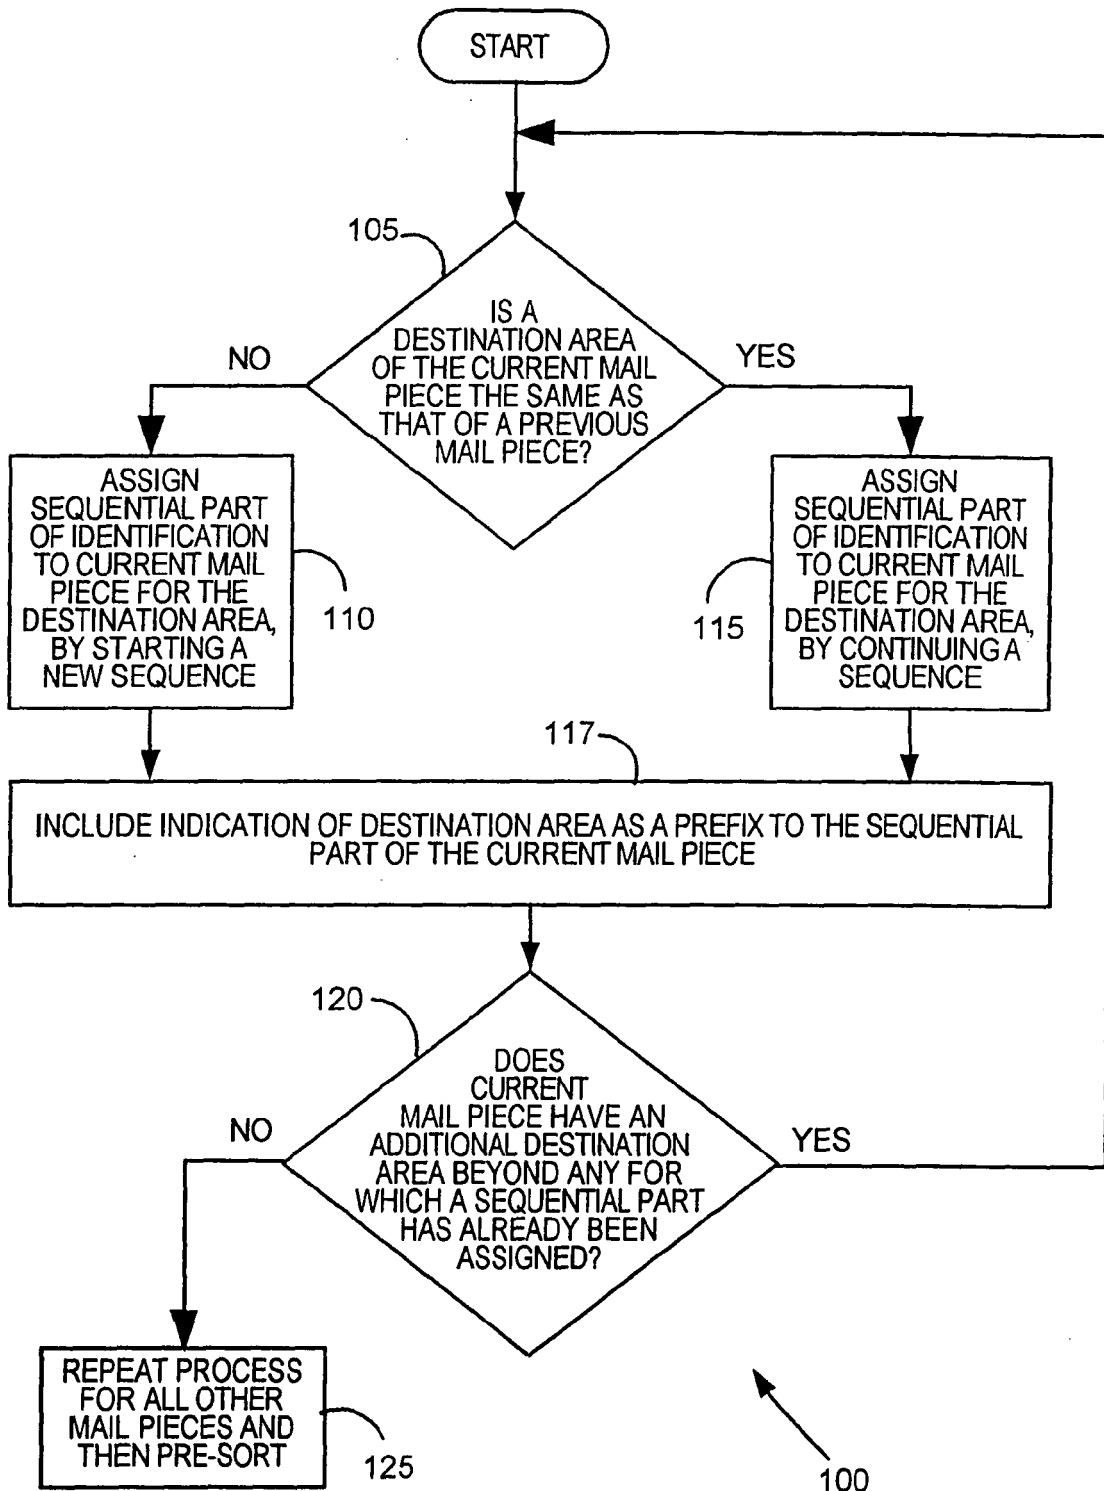 START
105
IS A
DESTINATION AREA
OF THE CURRENT MAIL
PIECE THE SAME AS
THAT OF A PREVIOUS
MAIL PIECE?
NO
YES
ASSIGN
SEQUENTIAL PART
OF IDENTIFICATION
TO CURRENT MAIL
PIECE FOR THE
DESTINATION AREA,
BY STARTING A
NEW SEQUENCE
110
ASSIGN
SEQUENTIAL PART
OF IDENTIFICATION
TO CURRENT MAIL
PIECE FOR THE
DESTINATION AREA,
BY CONTINUING A
SEQUENCE
115
117
INCLUDE INDICATION OF DESTINATION AREA AS A PREFIX TO THE SEQUENTIAL
PART OF THE CURRENT MAIL PIECE
120
DOES
CURRENT
MAIL PIECE HAVE AN
ADDITIONAL DESTINATION
AREA BEYOND ANY FOR
WHICH A SEQUENTIAL PART
HAS ALREADY BEEN
ASSIGNED?
NO
YES
REPEAT PROCESS
FOR ALL OTHER
MAIL PIECES AND
THEN PRE-SORT
125
100